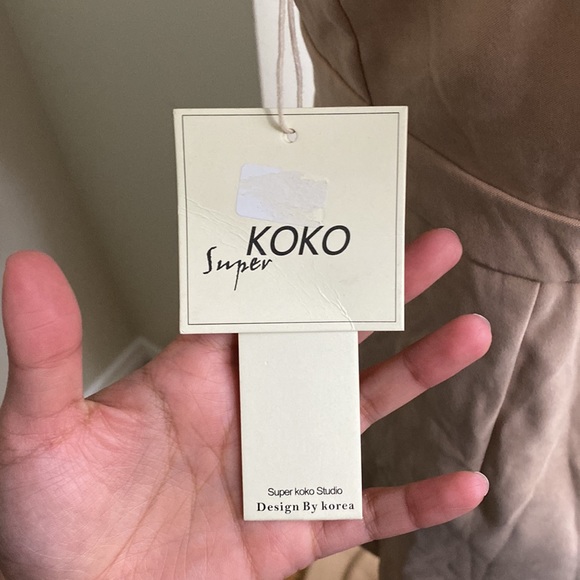 KOKO
Super
Super koko Studio
Design By korea